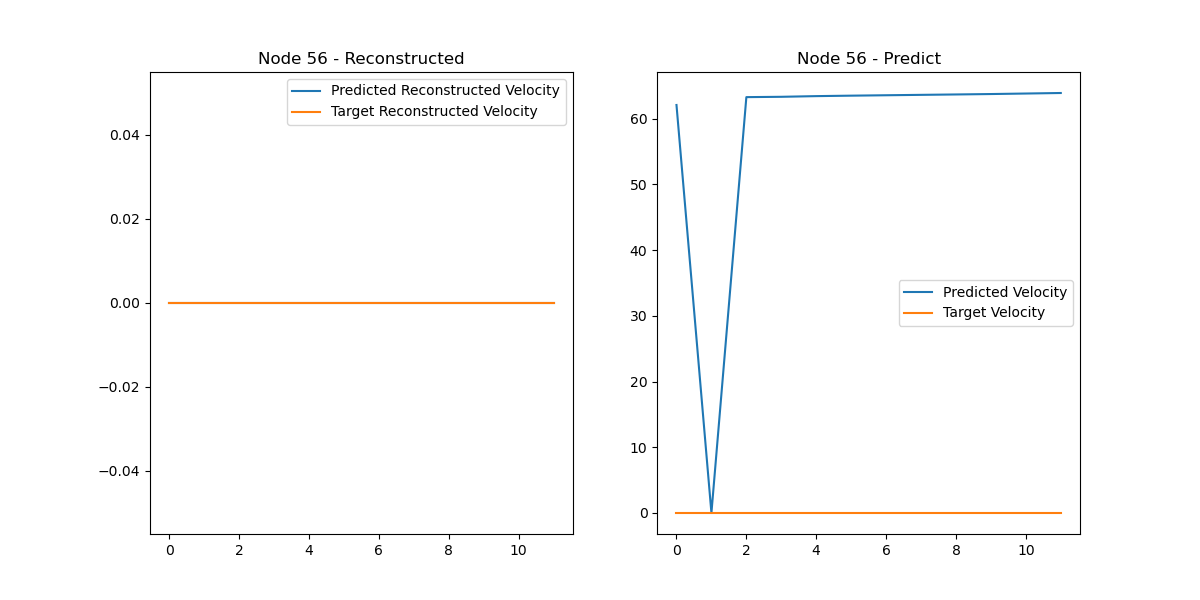 Node 56 - Reconstructed
Predicted Reconstructed Velocity
Target Reconstructed Velocity
0.04
0.02
0.00
−0.02
−0.04
0 2 4 6 8 10
Node 56 - Predict
Predicted Velocity
Target Velocity
60
50
40
30
20
10
0
0 2 4 6 8 10